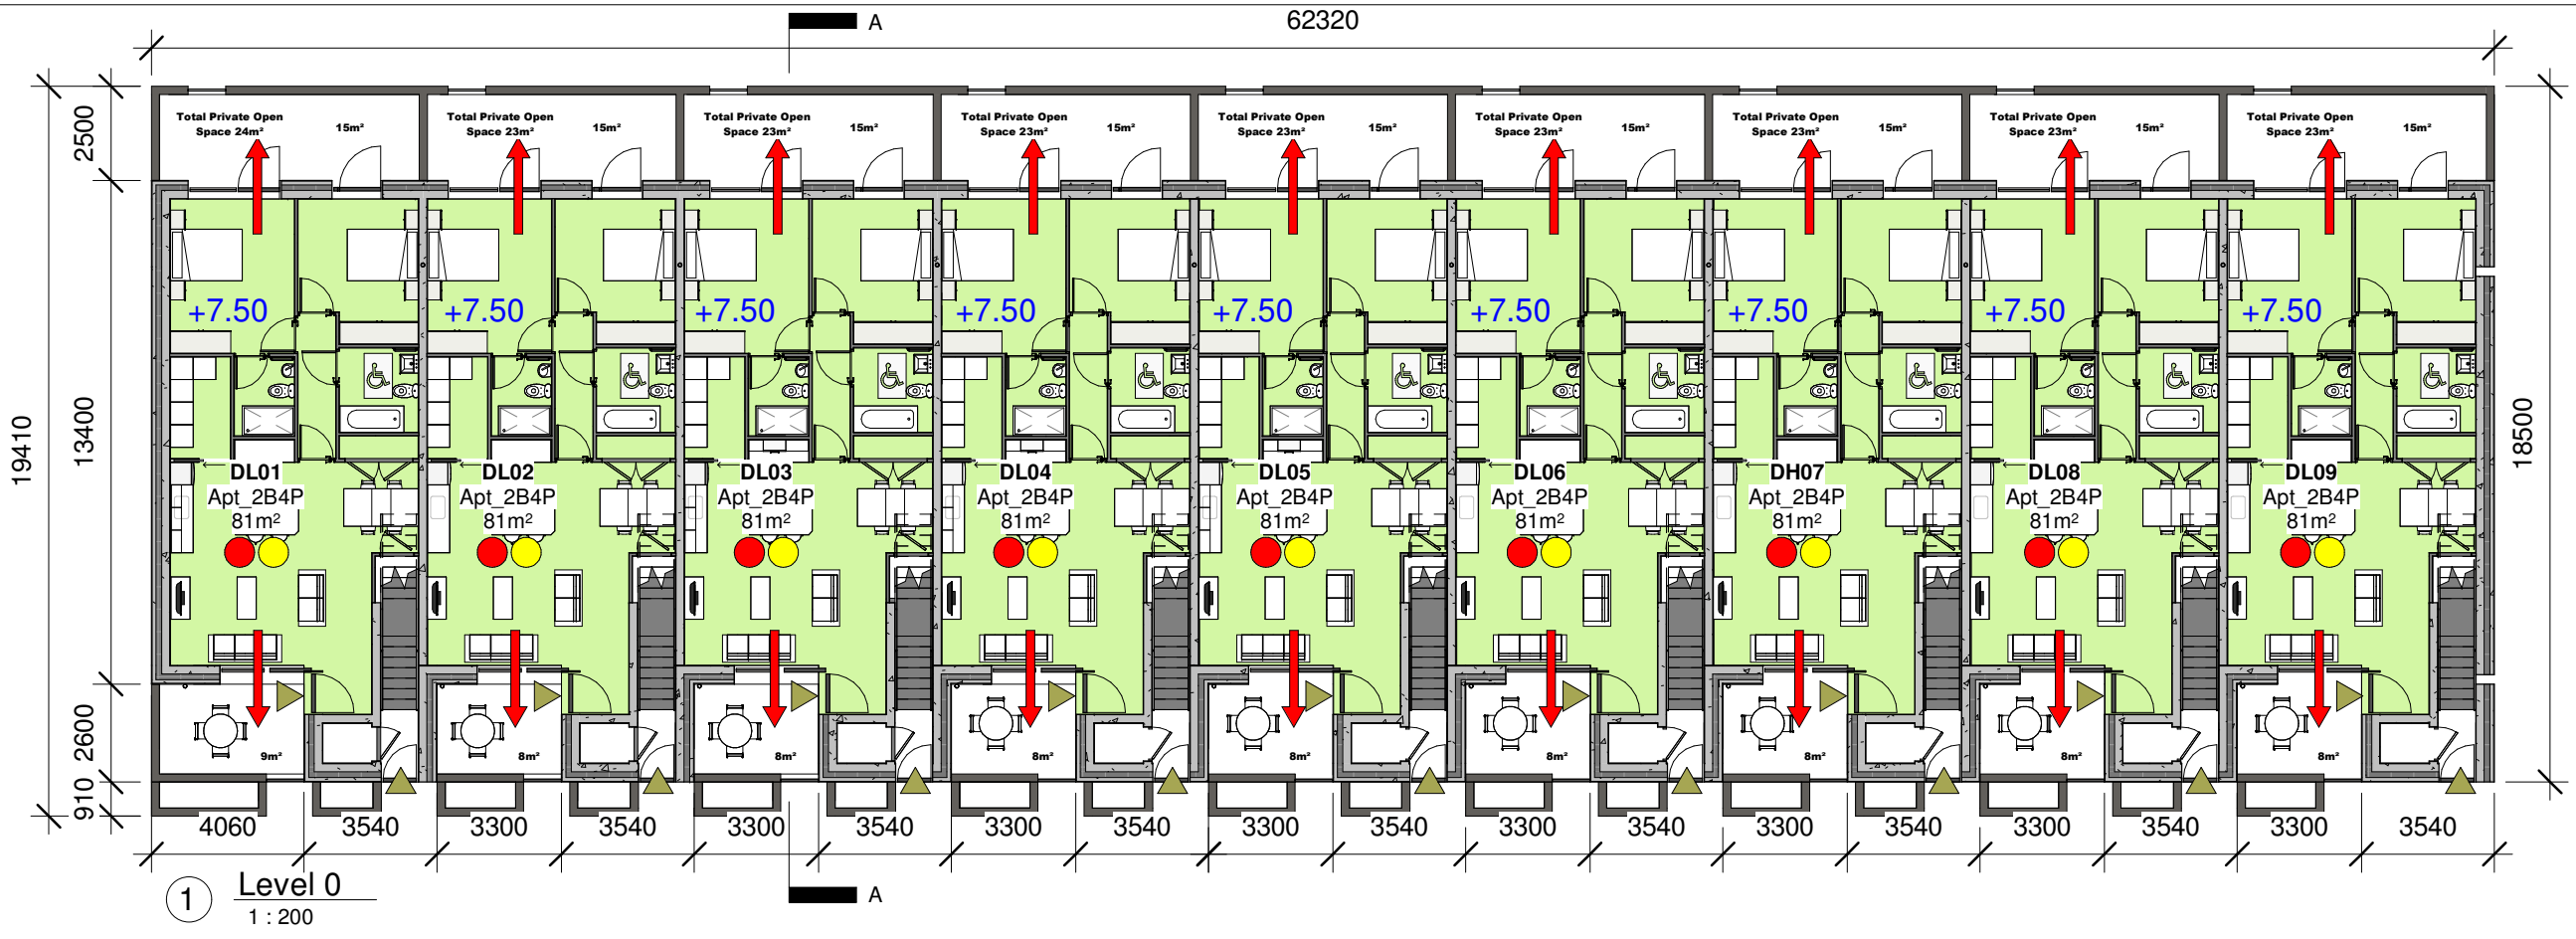 A
62320
2500
13400
2600
910
19410
18500
Total Private Open
Space 24m²
15m²
Total Private Open
Space 23m²
15m²
Total Private Open
Space 23m²
15m²
Total Private Open
Space 23m²
15m²
Total Private Open
Space 23m²
15m²
Total Private Open
Space 23m²
15m²
Total Private Open
Space 23m²
15m²
Total Private Open
Space 23m²
15m²
Total Private Open
Space 23m²
15m²
+7.50
+7.50
+7.50
+7.50
+7.50
+7.50
+7.50
+7.50
+7.50
DL01
Apt_2B4P
81m²
DL02
Apt_2B4P
81m²
DL03
Apt_2B4P
81m²
DL04
Apt_2B4P
81m²
DL05
Apt_2B4P
81m²
DL06
Apt_2B4P
81m²
DH07
Apt_2B4P
81m²
DL08
Apt_2B4P
81m²
DL09
Apt_2B4P
81m²
9m²
8m²
8m²
8m²
8m²
8m²
8m²
8m²
8m²
4060
3540
3300
3540
3300
3540
3300
3540
3300
3540
3300
3540
3300
3540
3300
3540
3300
3540
1
Level 0
1 : 200
A